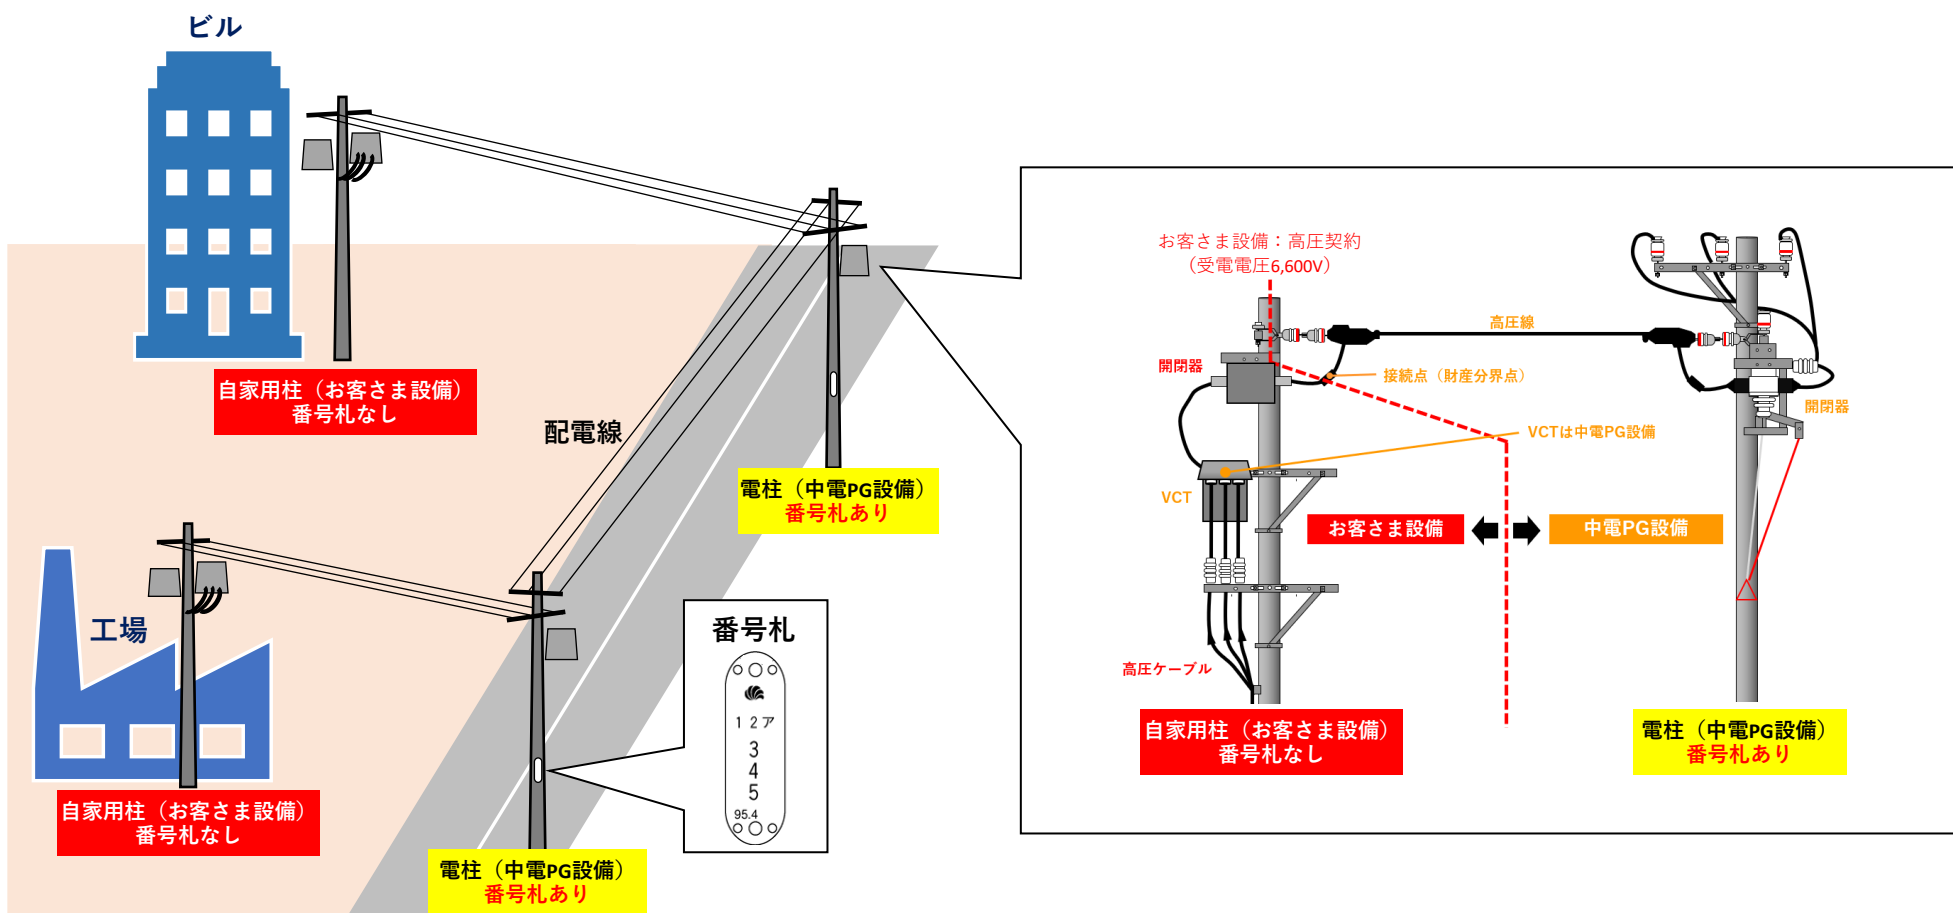 ビル
自家用柱（お客さま設備）
番号札なし
配電線
電柱（中電PG設備）
番号札あり
工場
自家用柱（お客さま設備）
番号札なし
電柱（中電PG設備）
番号札あり
番号札
12ア
3
4
5
95.4
お客さま設備：高圧契約
（受電電圧6,600V）
高圧線
開閉器
接続点（財産分界点）
開閉器
VCTは中電PG設備
VCT
お客さま設備
中電PG設備
高圧ケーブル
自家用柱（お客さま設備）
番号札なし
電柱（中電PG設備）
番号札あり